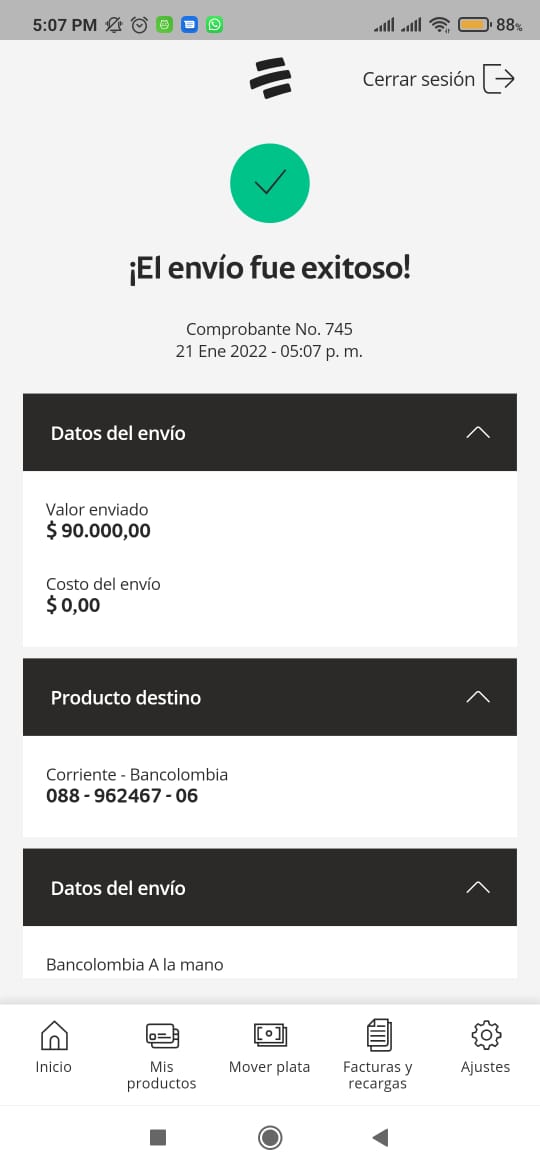 5:07 PM 88%
Cerrar sesión
¡El envío fue exitoso!
Comprobante No. 745
21 Ene 2022 - 05:07 p. m.
Datos del envío
Valor enviado
$ 90.000,00
Costo del envío
$ 0,00
Producto destino
Corriente - Bancolombia
088 - 962467 - 06
Datos del envío
Bancolombia A la mano
Inicio
Mis
productos
Mover plata
Facturas y
recargas
Ajustes